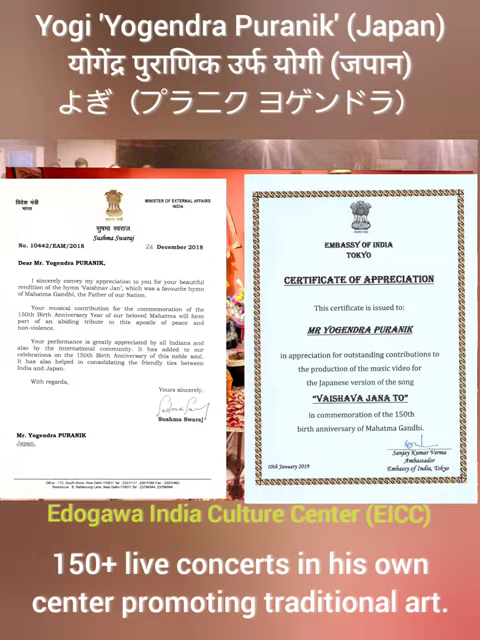 Yogi 'Yogendra Puranik' (Japan)
योगेंद्र पुराणिक उर्फ योगी (जपान)
よぎ（プラニク ヨゲンドラ）
विदेश मंत्री
भारत
सुषमा स्वराज
Sushma Swaraj
MINISTER OF EXTERNAL AFFAIRS
INDIA
No. 10442/EAM/2018
26 December 2018
Dear Mr. Yogendra PURANIK,
I sincerely convey my appreciation to you for your beautiful
rendition of the hymn 'Vaishnav Jan', which was a favourite hymn
of Mahatma Gandhi, the Father of our Nation.
Your musical contribution for the commemoration of the
150th Birth Anniversary Year of our beloved Mahatma will form
part of an abiding tribute to this apostle of peace and
non-violence.
Your performance is greatly appreciated by all Indians and
also by the international community. It has added to our
celebrations on the 150th Birth Anniversary of this noble soul.
It has also helped in consolidating the friendly ties between
India and Japan.
With regards,
Yours sincerely,
Sushma Swaraj
(Sushma Swaraj)
Mr. Yogendra PURANIK
Japan.
EMBASSY OF INDIA
TOKYO
CERTIFICATE OF APPRECIATION
This certificate is issued to:
MR YOGENDRA PURANIK
in appreciation for outstanding contributions to
the production of the music video for
the Japanese version of the song
"VAISHAVA JANA TO"
in commemoration of the 150th
birth anniversary of Mahatma Gandhi.
10th January 2019
Sanjay Kumar Verma
Ambassador
Embassy of India, Tokyo
Edogawa India Culture Center (EICC)
150+ live concerts in his own
center promoting traditional art.